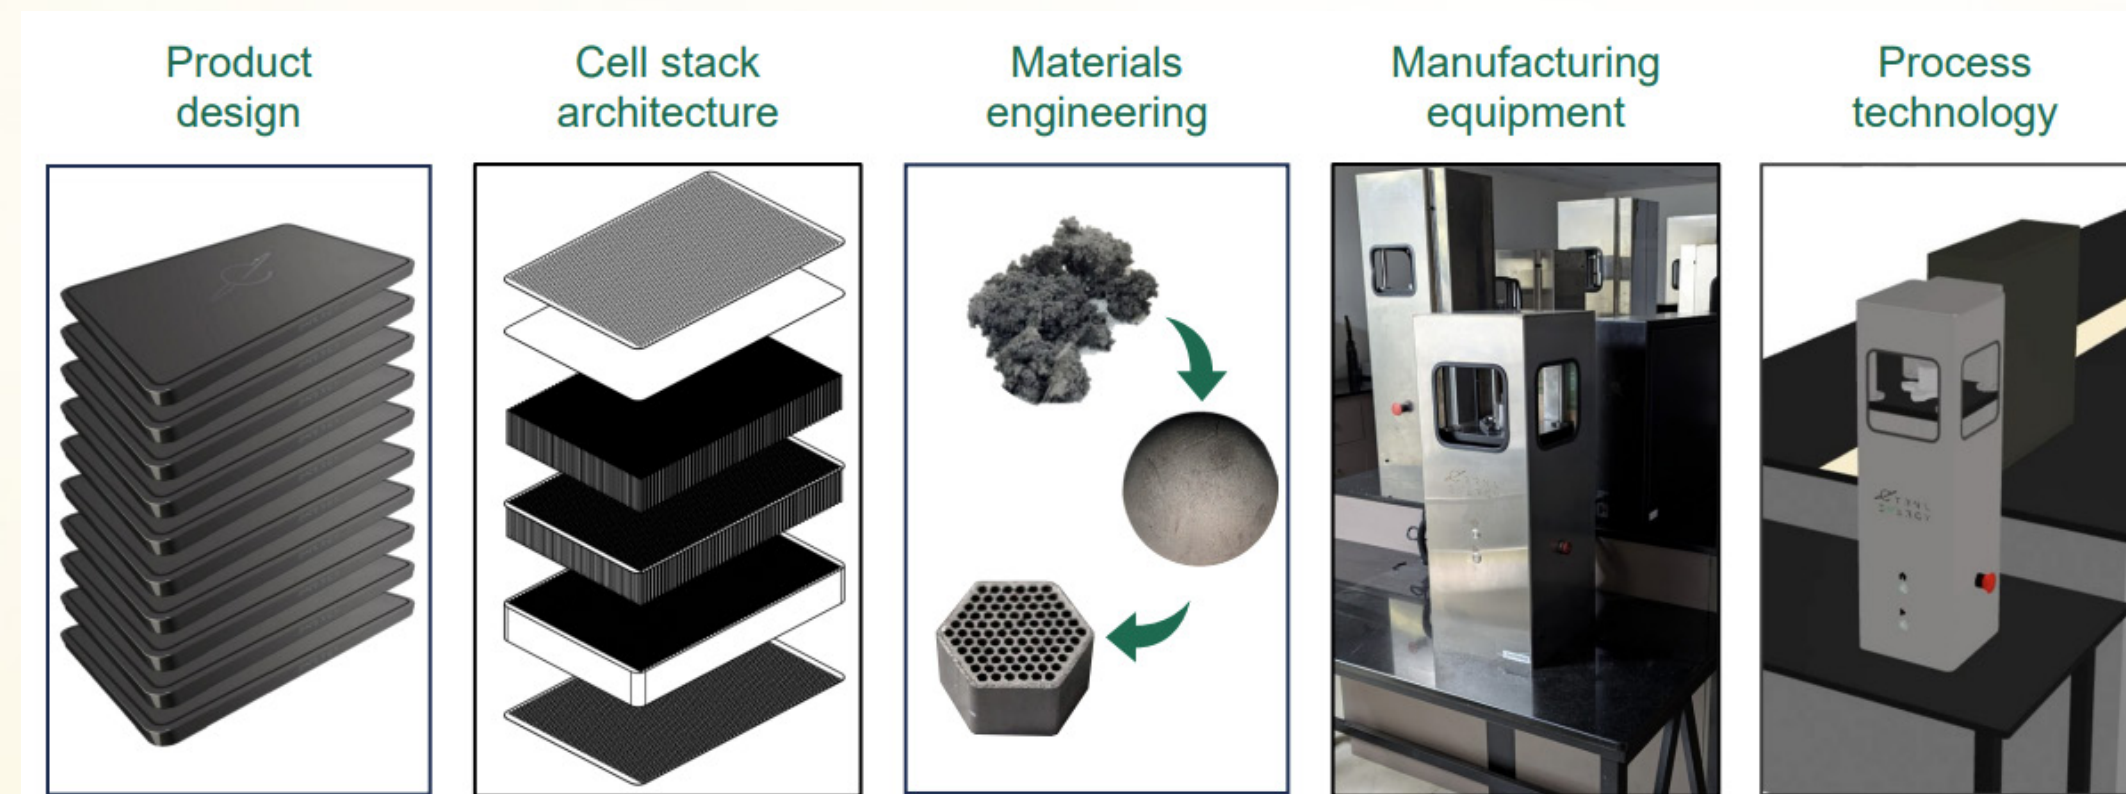 Product
design
Cell stack
architecture
Materials
engineering
Manufacturing
equipment
Process
technology